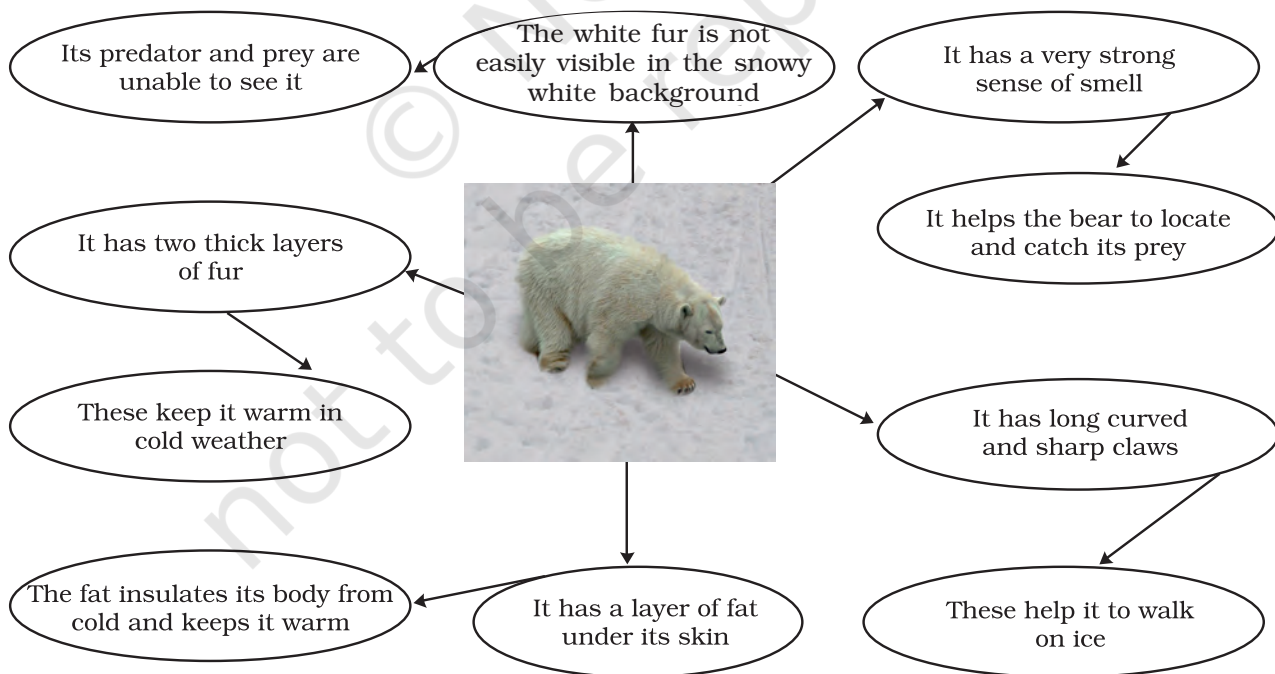 Its predator and prey are
unable to see it
The white fur is not
easily visible in the snowy
white background
It has a very strong
sense of smell
It helps the bear to locate
and catch its prey
It has two thick layers
of fur
These keep it warm in
cold weather
It has long curved
and sharp claws
The fat insulates its body from
cold and keeps it warm
It has a layer of fat
under its skin
These help it to walk
on ice
© N
not to be rep